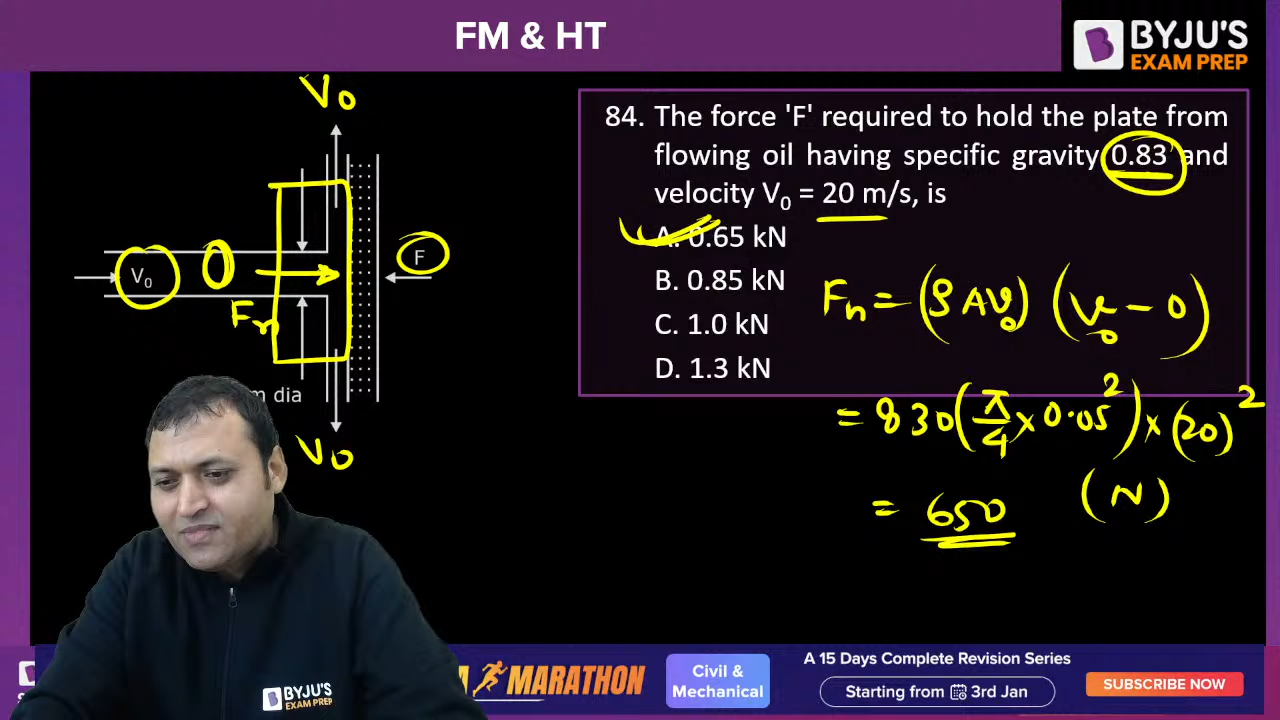 FM & HT
BYJU'S
EXAM PREP
V0
84. The force 'F' required to hold the plate from
flowing oil having specific gravity 0.83 and
velocity V₀ = 20 m/s, is
A. 0.65 kN
B. 0.85 kN
C. 1.0 kN
D. 1.3 kN
V₀
F
Fn
m dia
V0
Fn = (ρAV₀) (V₀ − 0)
= 830(π/4 × 0.05²) × (20)²
= 650 (N)
BYJU'S
EXAM PREP
MARATHON
Civil &
Mechanical
A 15 Days Complete Revision Series
Starting from 3rd Jan
SUBSCRIBE NOW